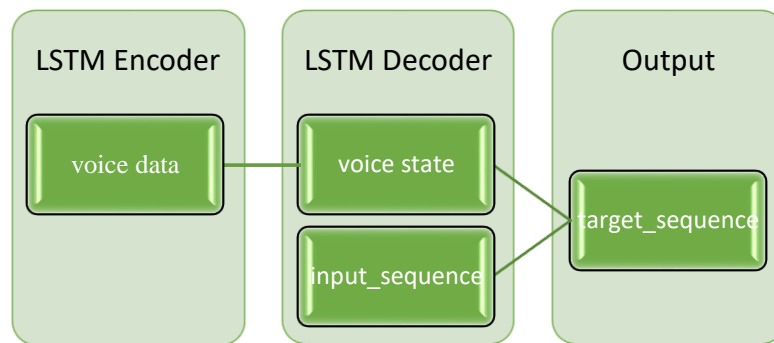 LSTM Encoder
LSTM Decoder
Output
voice data
voice state
input_sequence
target_sequence